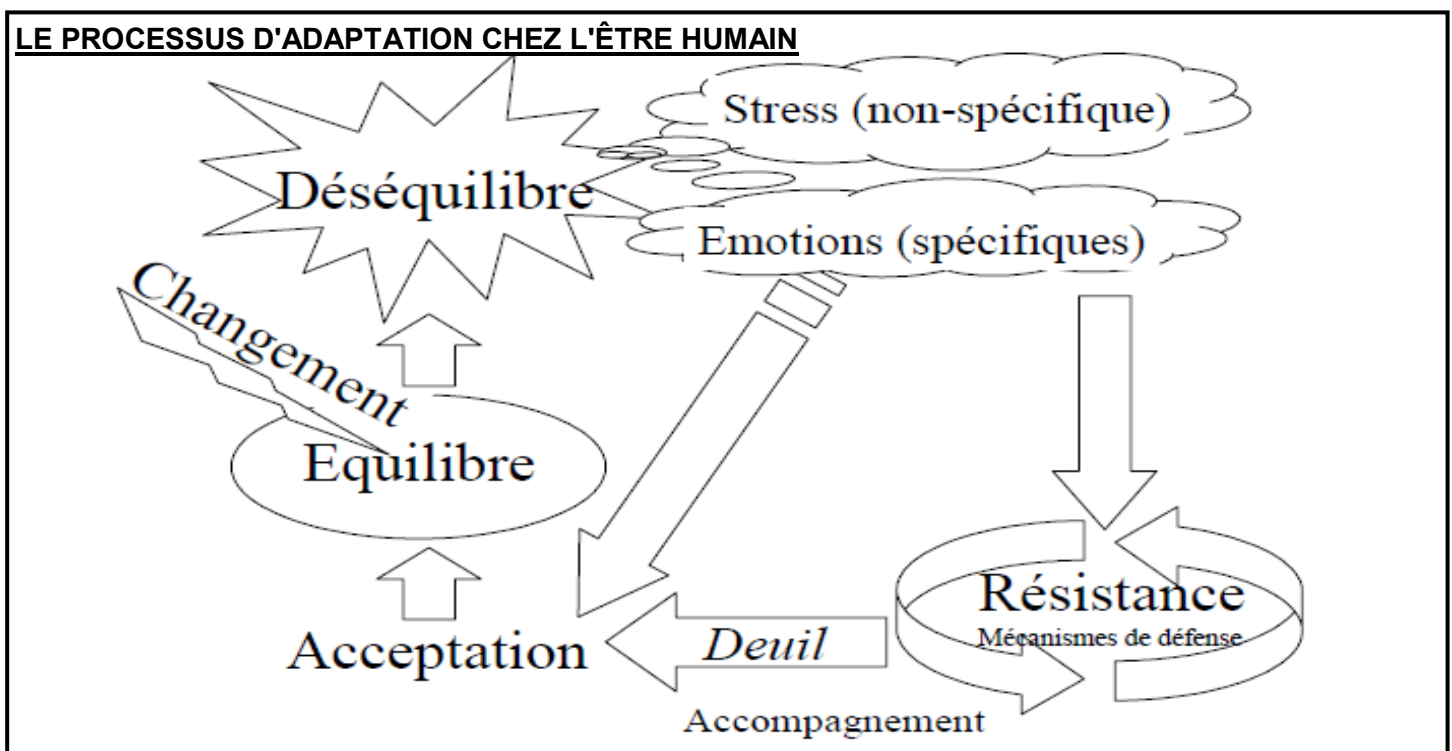 LE PROCESSUS D'ADAPTATION CHEZ L'ÊTRE HUMAIN
Stress (non-spécifique)
Déséquilibre
Emotions (spécifiques)
Changement
Equilibre
Résistance
Mécanismes de défense
Deuil
Acceptation
Accompagnement